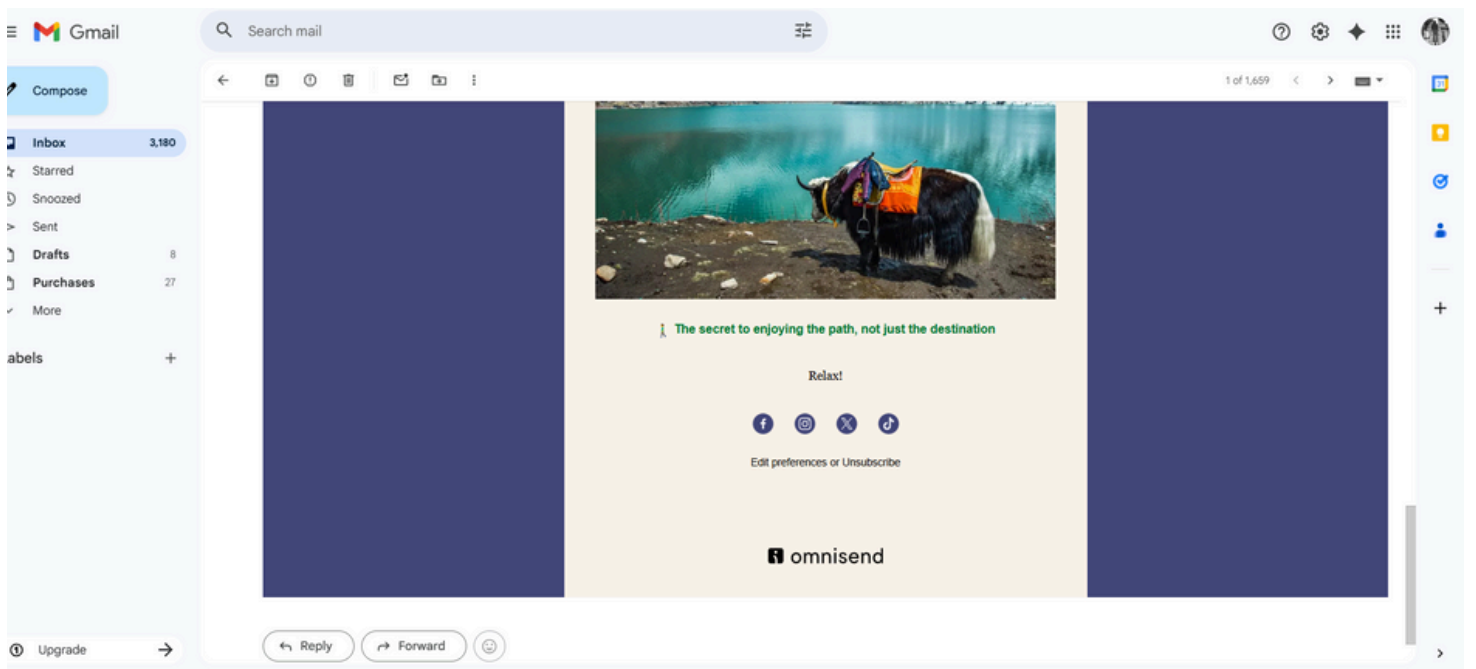 Gmail
Search mail
Compose
1 of 1,659
Inbox 3,180
Starred
Snoozed
Sent
Drafts 8
Purchases 27
More
abels
The secret to enjoying the path, not just the destination
Relax!
Edit preferences or Unsubscribe
omnisend
Reply
Forward
Upgrade